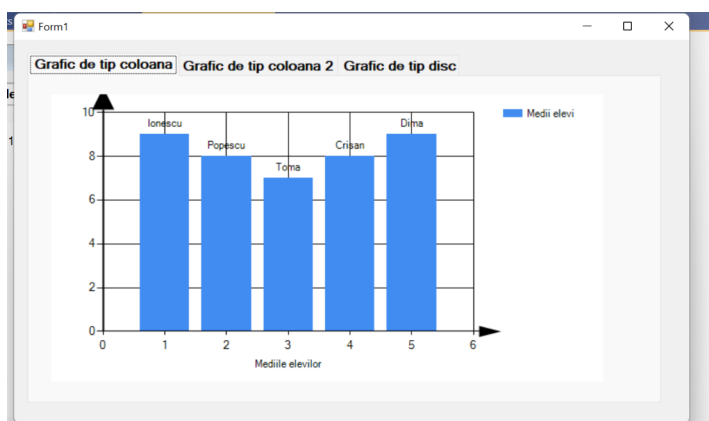 Form1
Grafic de tip coloana Grafic de tip coloana 2 Grafic de tip disc
10
Ionescu
Dima
Medii elevi
8
Popescu
Crisan
Toma
6
4
2
0
0 1 2 3 4 5 6
Mediile elevilor